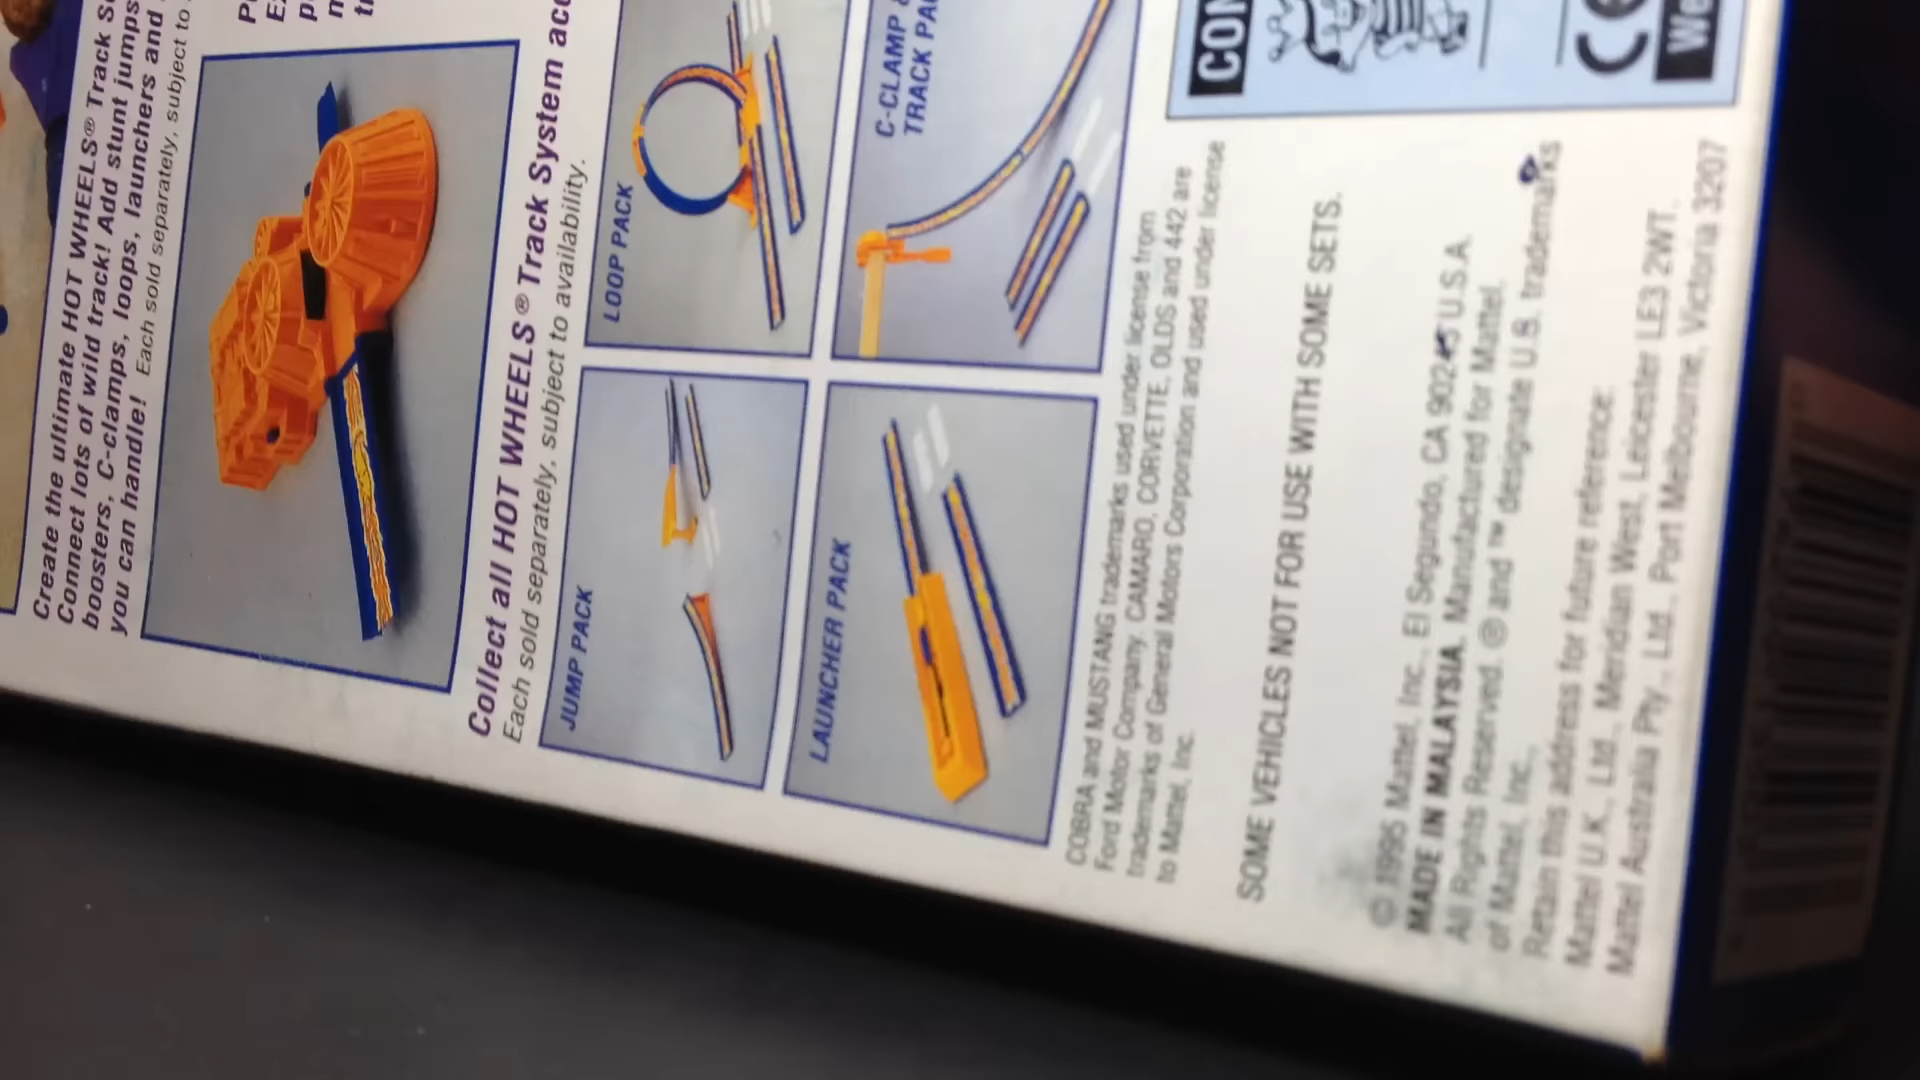 Create the ultimate HOT WHEELS® Track
Connect lots of wild track! Add stunt jumps
boosters, C-clamps, loops, launchers and
you can handle! Each sold separately, subject to
Collect all HOT WHEELS® Track System
Each sold separately, subject to availability.
JUMP PACK
LOOP PACK
LAUNCHER PACK
C-CLAMP &
TRACK
COBRA and MUSTANG trademarks used under license from
Ford Motor Company. CAMARO, CORVETTE, OLDS and 442 are
trademarks of General Motors Corporation and used under license
to Mattel, Inc.
SOME VEHICLES NOT FOR USE WITH SOME SETS.
© 1995 Mattel, Inc., El Segundo, CA 90245 U.S.A.
MADE IN MALAYSIA. Manufactured for Mattel.
All Rights Reserved. ® and ™ designate U.S. trademarks
of Mattel, Inc.
Retain this address for future reference:
Mattel U.K., Ltd., Meridian West, Leicester LE3 2WT.
Mattel Australia Pty., Ltd., Port Melbourne, Victoria 3207
CE
We